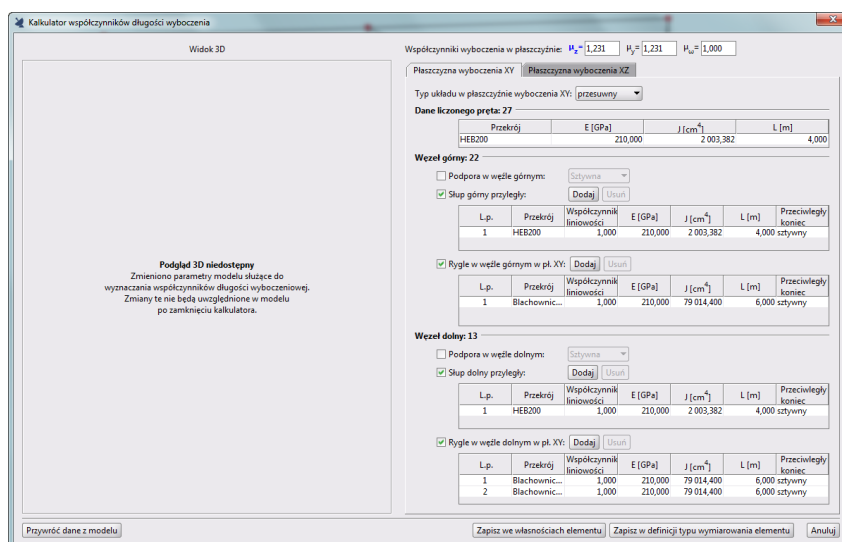 Kalkulator współczynników długości wyboczenia
Widok 3D
Współczynniki wyboczenia w płaszczyźnie: μz= 1,231 μy= 1,231 μω= 1,000
Płaszczyzna wyboczenia XY Płaszczyzna wyboczenia XZ
Typ układu w płaszczyźnie wyboczenia XY: przesuwny
Dane liczonego pręta: 27
Przekrój E [GPa] J [cm4] L [m]
HEB200 210,000 2 003,382 4,000
Węzeł górny: 22
Podpora w węźle górnym: Sztywna
Słup górny przyległy: Dodaj Usuń
L.p. Przekrój Współczynnik liniowości E [GPa] J [cm4] L [m] Przeciwległy koniec
1 HEB200 1,000 210,000 2 003,382 4,000 sztywny
Rygle w węźle górnym w pł. XY: Dodaj Usuń
L.p. Przekrój Współczynnik liniowości E [GPa] J [cm4] L [m] Przeciwległy koniec
1 Blachownic... 1,000 210,000 79 014,400 6,000 sztywny
Podgląd 3D niedostępny
Zmieniono parametry modelu służące do
wyznaczania współczynników długości wyboczeniowej.
Zmiany te nie będą uwzględnione w modelu
po zamknięciu kalkulatora.
Węzeł dolny: 13
Podpora w węźle dolnym: Sztywna
Słup dolny przyległy: Dodaj Usuń
L.p. Przekrój Współczynnik liniowości E [GPa] J [cm4] L [m] Przeciwległy koniec
1 HEB200 1,000 210,000 2 003,382 4,000 sztywny
Rygle w węźle dolnym w pł. XY: Dodaj Usuń
L.p. Przekrój Współczynnik liniowości E [GPa] J [cm4] L [m] Przeciwległy koniec
1 Blachownic... 1,000 210,000 79 014,400 6,000 sztywny
2 Blachownic... 1,000 210,000 79 014,400 6,000 sztywny
Przywróć dane z modelu Zapisz we własnościach elementu Zapisz w definicji typu wymiarowania elementu Anuluj